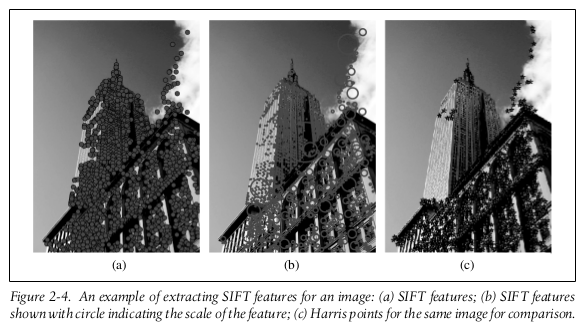 (a)
(b)
(c)
Figure 2-4. An example of extracting SIFT features for an image: (a) SIFT features; (b) SIFT features
shown with circle indicating the scale of the feature; (c) Harris points for the same image for comparison.